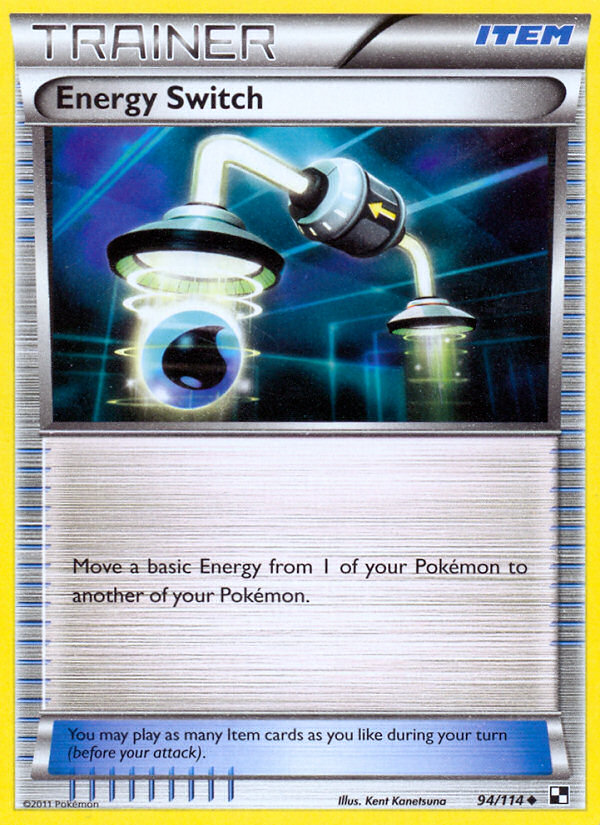 TRAINER
ITEM
Energy Switch
Move a basic Energy from 1 of your Pokémon to
another of your Pokémon.
You may play as many Item cards as you like during your turn
(before your attack).
©2011 Pokémon
Illus. Kent Kanetsuna
94/114